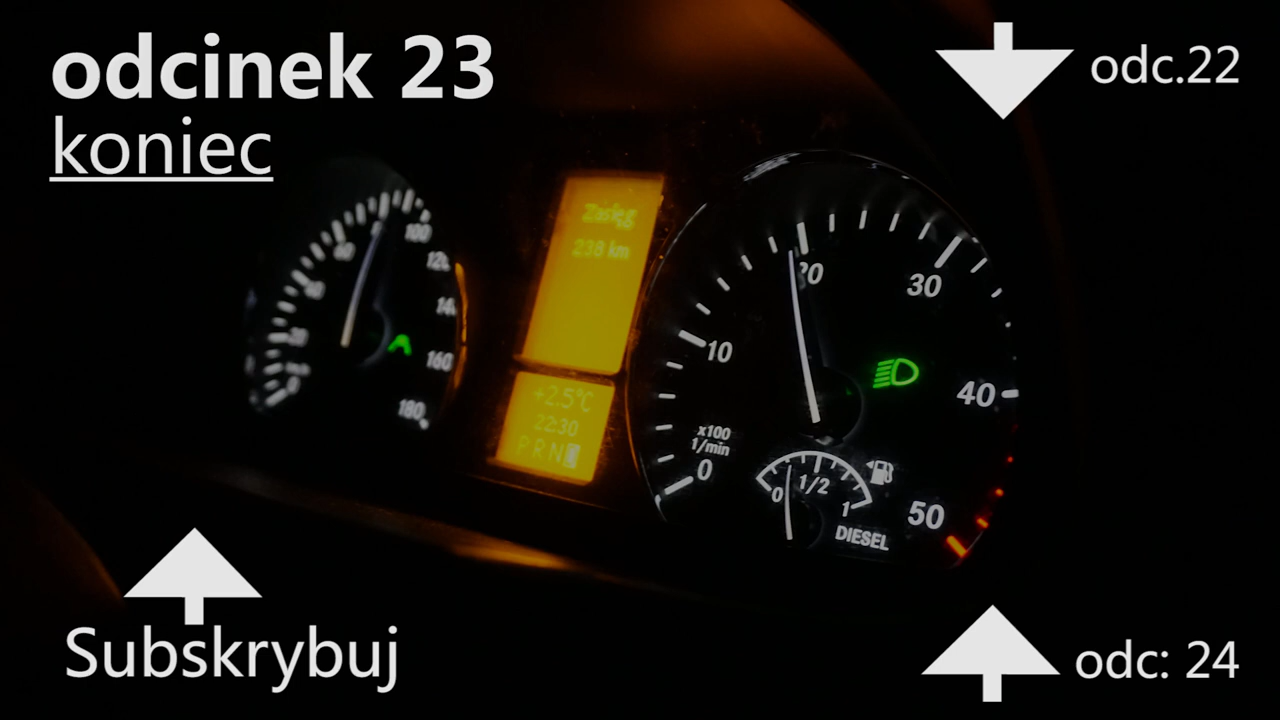 odcinek 23
koniec
odc.22
Zasięg
238 km
+2.5°C
22:30
PRND
100
120
160
180
10
20
30
40
50
0
x100
1/min
0
1/2
1
DIESEL
Subskrybuj
odc: 24